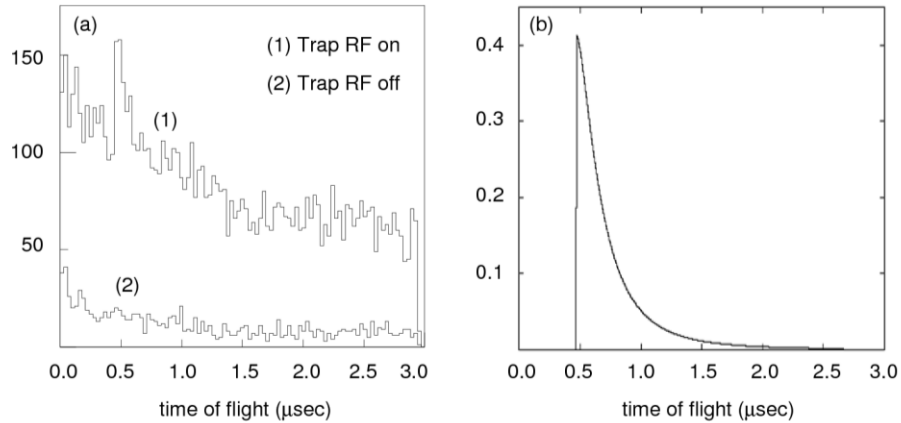 (a)
(1) Trap RF on
(2) Trap RF off
150
100
50
(1)
(2)
0.0 0.5 1.0 1.5 2.0 2.5 3.0
time of flight (μsec)
(b)
0.4
0.3
0.2
0.1
0.0 0.5 1.0 1.5 2.0 2.5 3.0
time of flight (μsec)